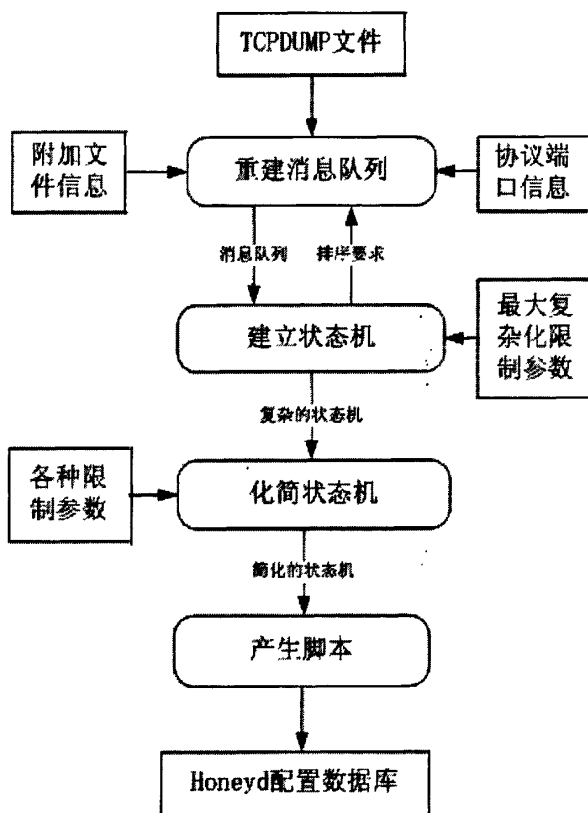 TCPDUMP文件
附加文
件信息
重建消息队列
协议端
口信息
消息队列
排序要求
建立状态机
最大复
杂化限
制参数
复杂的状态机
各种限
制参数
化简状态机
简化的状态机
产生脚本
Honeyd配置数据库